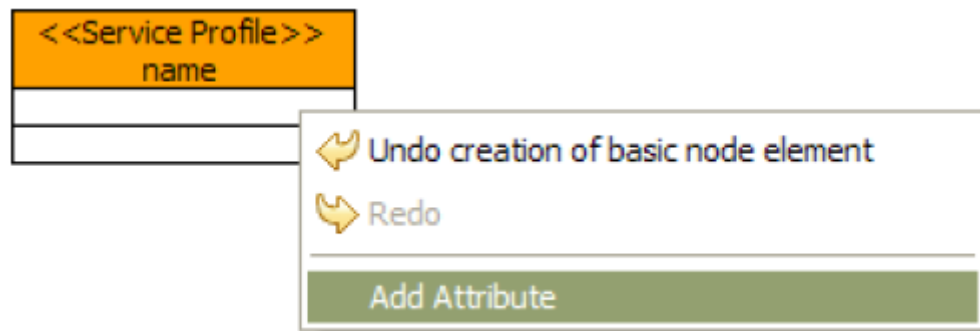 <<Service Profile>>
name
Undo creation of basic node element
Redo
Add Attribute